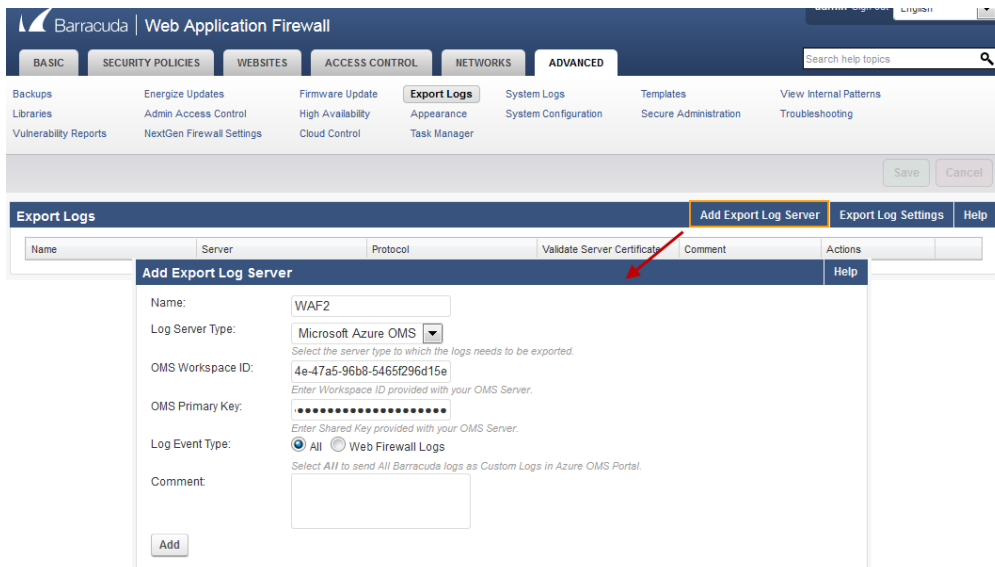 admin Sign out English
Barracuda | Web Application Firewall
BASIC SECURITY POLICIES WEBSITES ACCESS CONTROL NETWORKS ADVANCED Search help topics
Backups Energize Updates Firmware Update Export Logs System Logs Templates View Internal Patterns
Libraries Admin Access Control High Availability Appearance System Configuration Secure Administration Troubleshooting
Vulnerability Reports NextGen Firewall Settings Cloud Control Task Manager
Save Cancel
Export Logs Add Export Log Server Export Log Settings Help
Name Server Protocol Validate Server Certificate Comment Actions
Add Export Log Server Help
Name: WAF2
Log Server Type: Microsoft Azure OMS
Select the server type to which the logs needs to be exported.
OMS Workspace ID: 4e-47a5-96b8-5465f296d15e
Enter Workspace ID provided with your OMS Server.
OMS Primary Key: ••••••••••••••••••••
Enter Shared Key provided with your OMS Server.
Log Event Type: All Web Firewall Logs
Select All to send All Barracuda logs as Custom Logs in Azure OMS Portal.
Comment:
Add